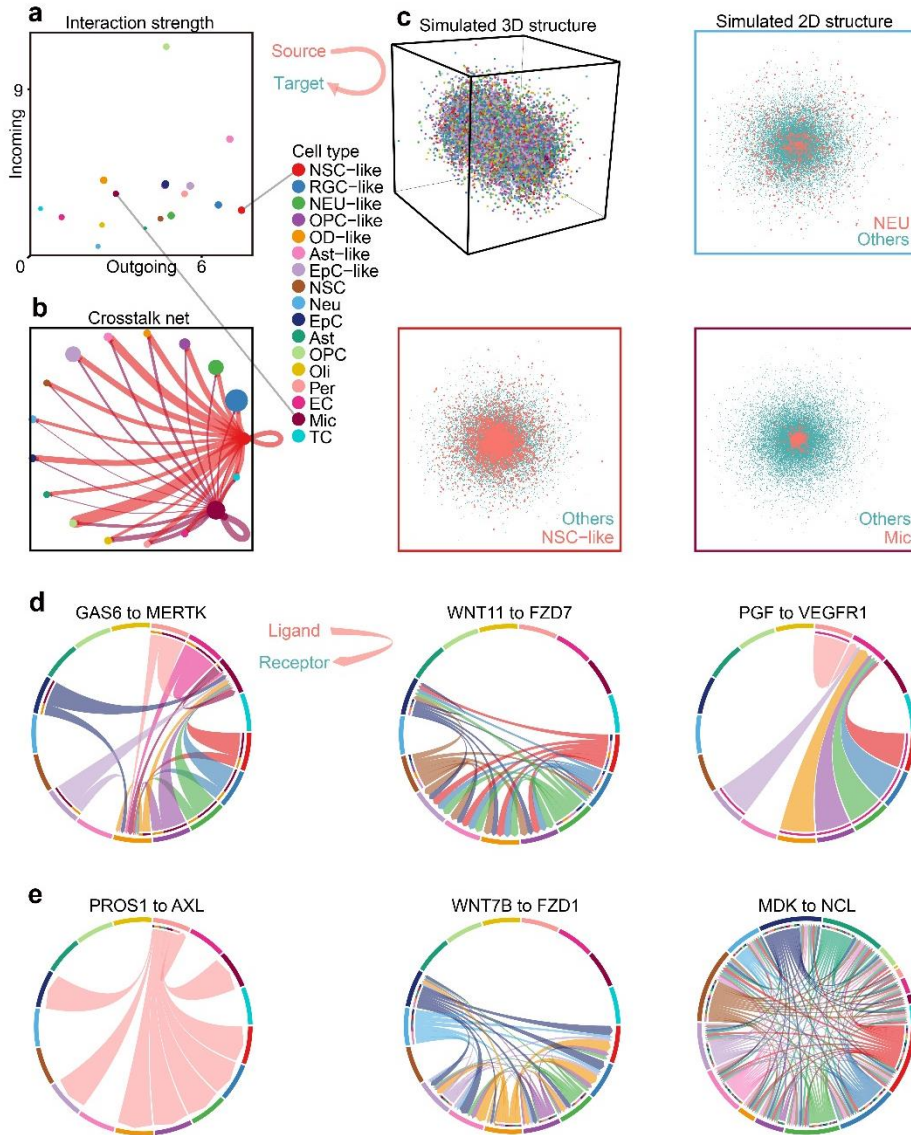 a
Interaction strength
Incoming
9
0
Outgoing
6
Source
Target
Cell type
NSC-like
RGC-like
NEU-like
OPC-like
OD-like
Ast-like
EpC-like
NSC
Neu
EpC
Ast
OPC
Oli
Per
EC
Mic
TC
b
Crosstalk net
c
Simulated 3D structure
Simulated 2D structure
NEU
Others
Others
NSC-like
Others
Mic
d
GAS6 to MERTK
Ligand
Receptor
WNT11 to FZD7
PGF to VEGFR1
e
PROS1 to AXL
WNT7B to FZD1
MDK to NCL